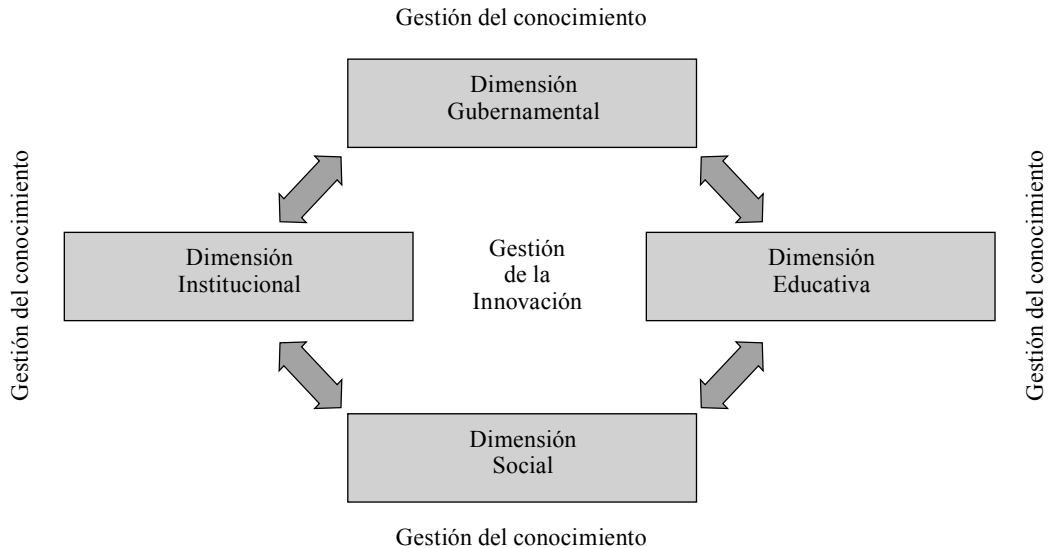 Gestión del conocimiento
Dimensión
Gubernamental
Gestión del conocimiento
Dimensión
Institucional
Gestión
de la
Innovación
Dimensión
Educativa
Gestión del conocimiento
Dimensión
Social
Gestión del conocimiento